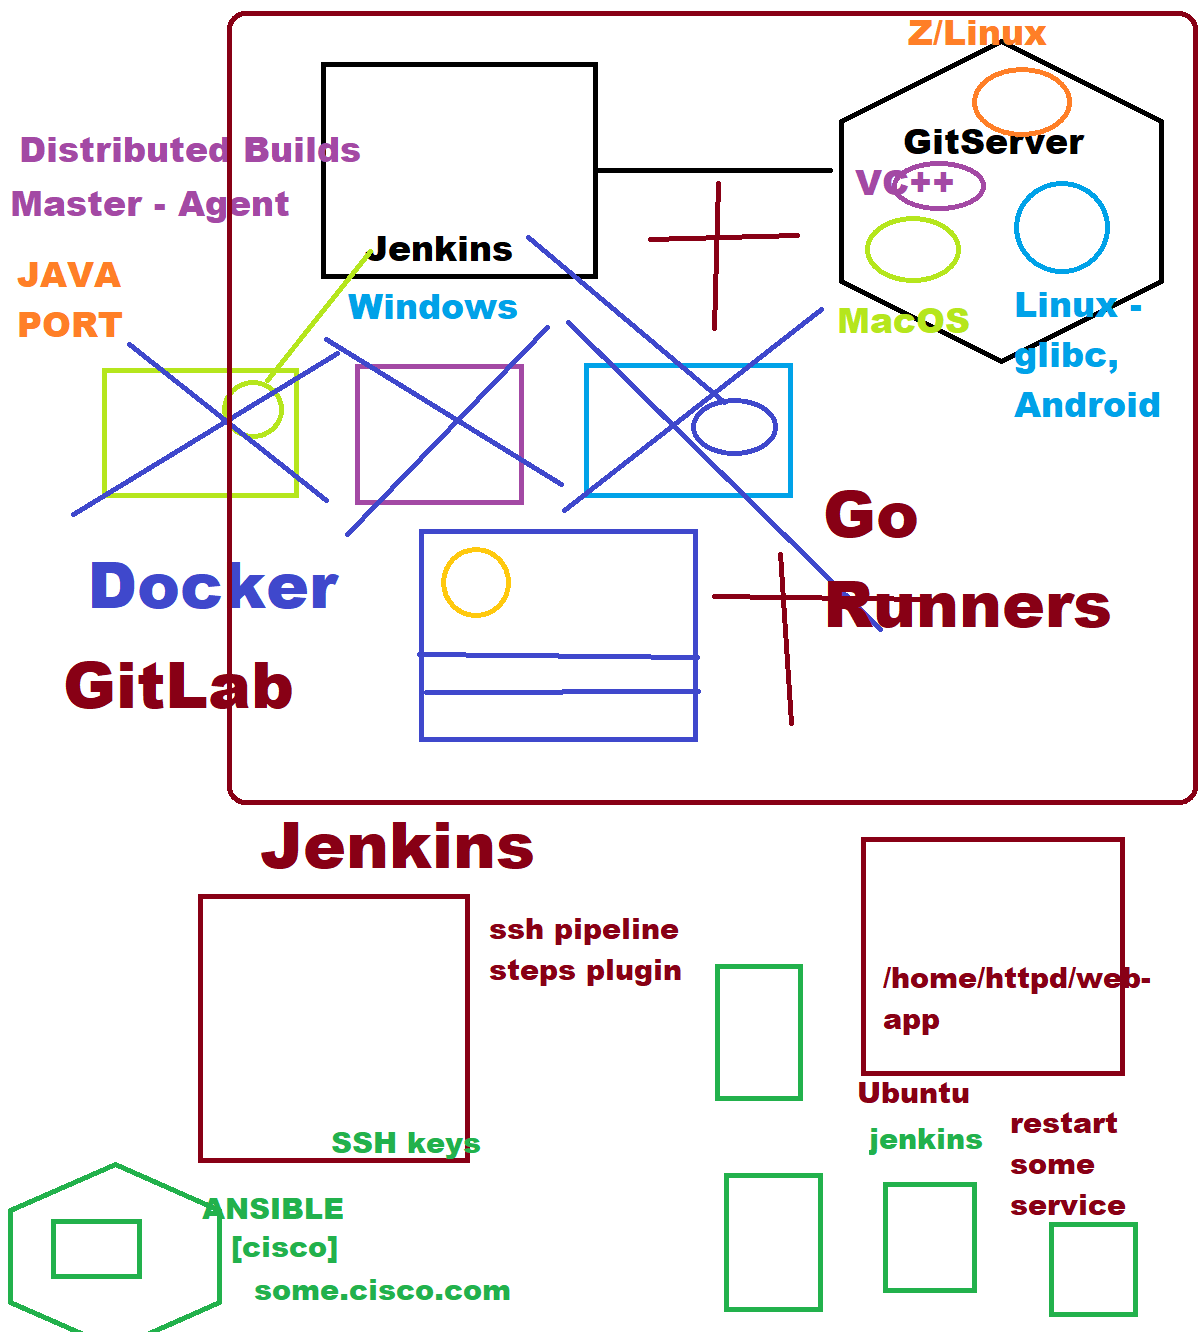 Z/Linux
GitServer
Distributed Builds
Master - Agent
VC++
Jenkins
JAVA
PORT
Windows
MacOS
Linux -
glibc,
Android
Go
Runners
Docker
GitLab
Jenkins
ssh pipeline
steps plugin
/home/httpd/web-
app
Ubuntu
jenkins
restart
some
service
SSH keys
ANSIBLE
[cisco]
some.cisco.com